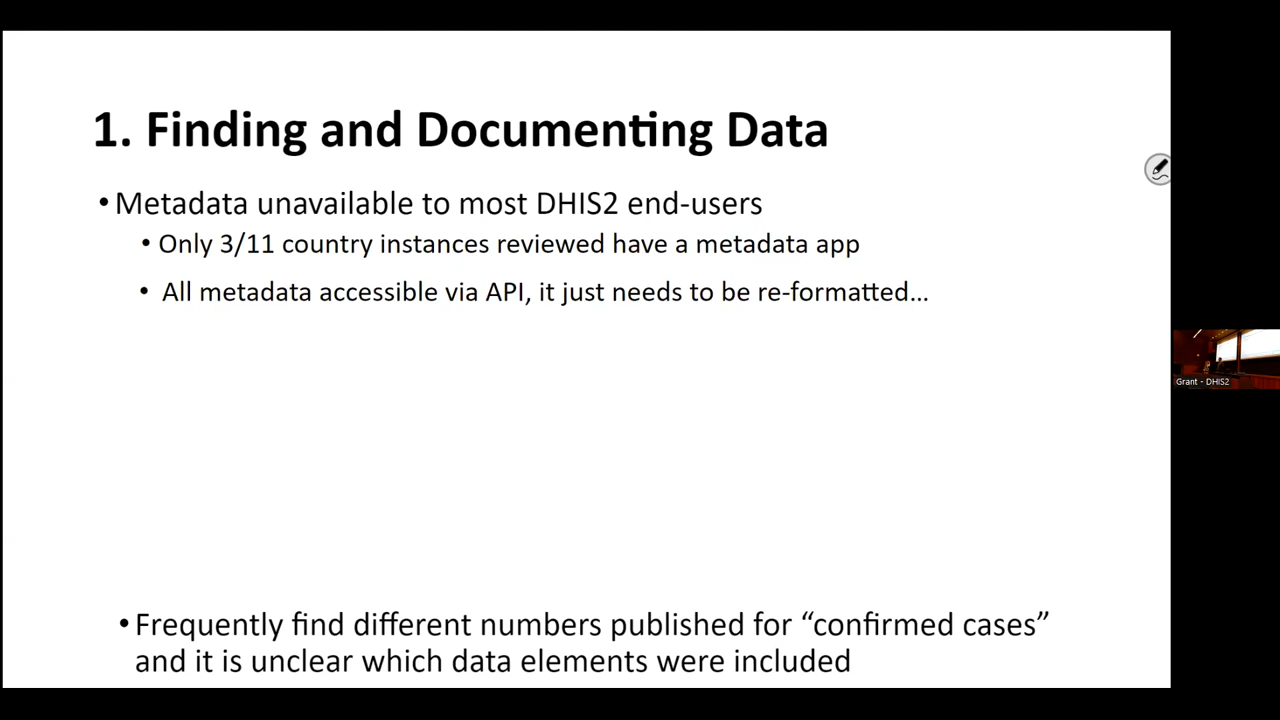 1. Finding and Documenting Data
• Metadata unavailable to most DHIS2 end-users
• Only 3/11 country instances reviewed have a metadata app
• All metadata accessible via API, it just needs to be re-formatted...
Grant - DHIS2
• Frequently find different numbers published for “confirmed cases”
and it is unclear which data elements were included